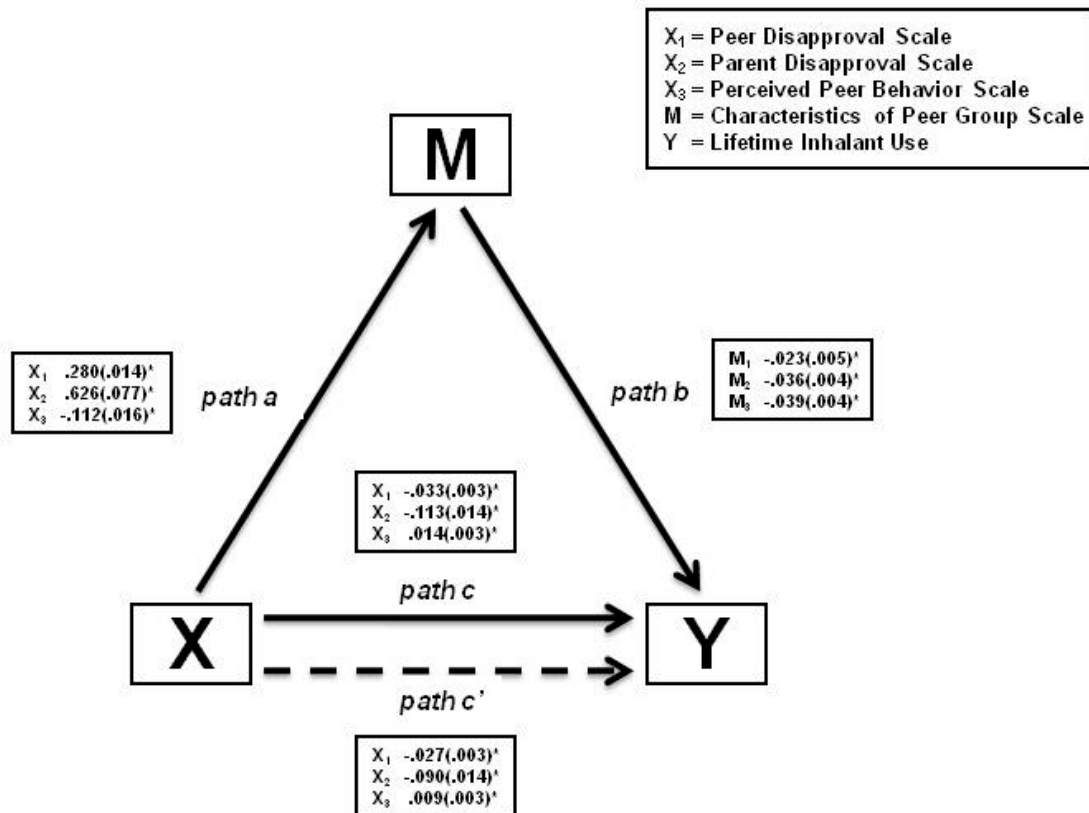 X₁ = Peer Disapproval Scale
X₂ = Parent Disapproval Scale
X₃ = Perceived Peer Behavior Scale
M = Characteristics of Peer Group Scale
Y = Lifetime Inhalant Use
M
X₁ .280(.014)*
X₂ .626(.077)*
X₃ -.112(.016)*
path a
path b
M₁ -.023(.005)*
M₂ -.036(.004)*
M₃ -.039(.004)*
X₁ -.033(.003)*
X₂ -.113(.014)*
X₃ .014(.003)*
path c
X
Y
path c'
X₁ -.027(.003)*
X₂ -.090(.014)*
X₃ .009(.003)*